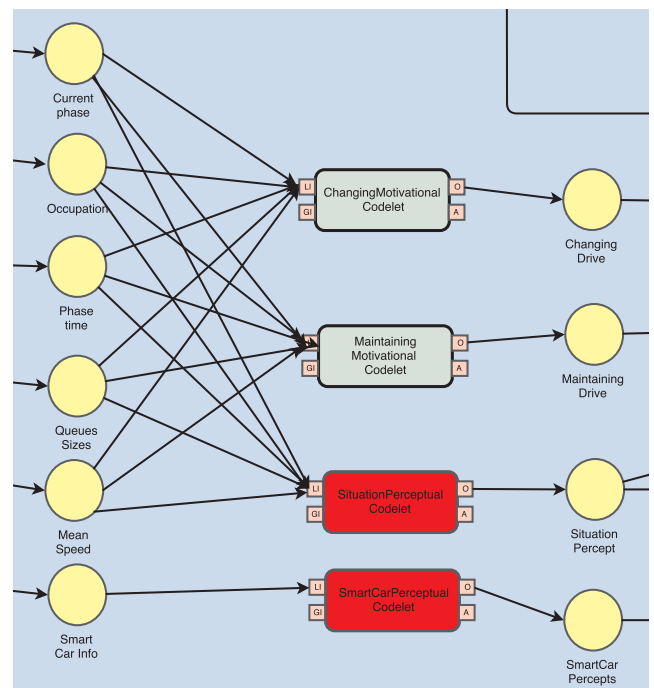 Current
phase
Occupation
Phase
time
Queues
Sizes
Mean
Speed
Smart
Car Info
LI
GI
ChangingMotivational
Codelet
O
A
GI
Maintaining
Motivational
Codelet
O
A
LI
GI
SituationPerceptual
Codelet
O
A
LI
GI
SmartCarPerceptual
Codelet
O
A
Changing
Drive
Maintaining
Drive
Situation
Percept
SmartCar
Percepts